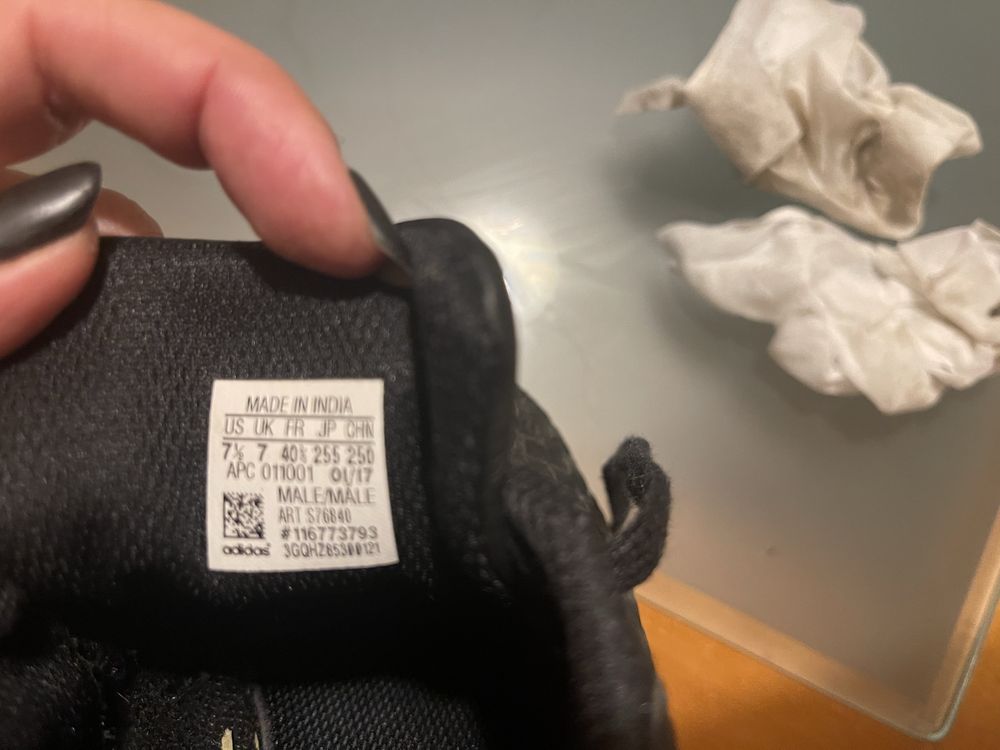 MADE IN INDIA
US UK FR JP CHN
7½ 7 40⅔ 255 250
APC 011001 01/17
MALE/MÂLE
ART S76840
#116773793
adidas 3GQHZ85300121